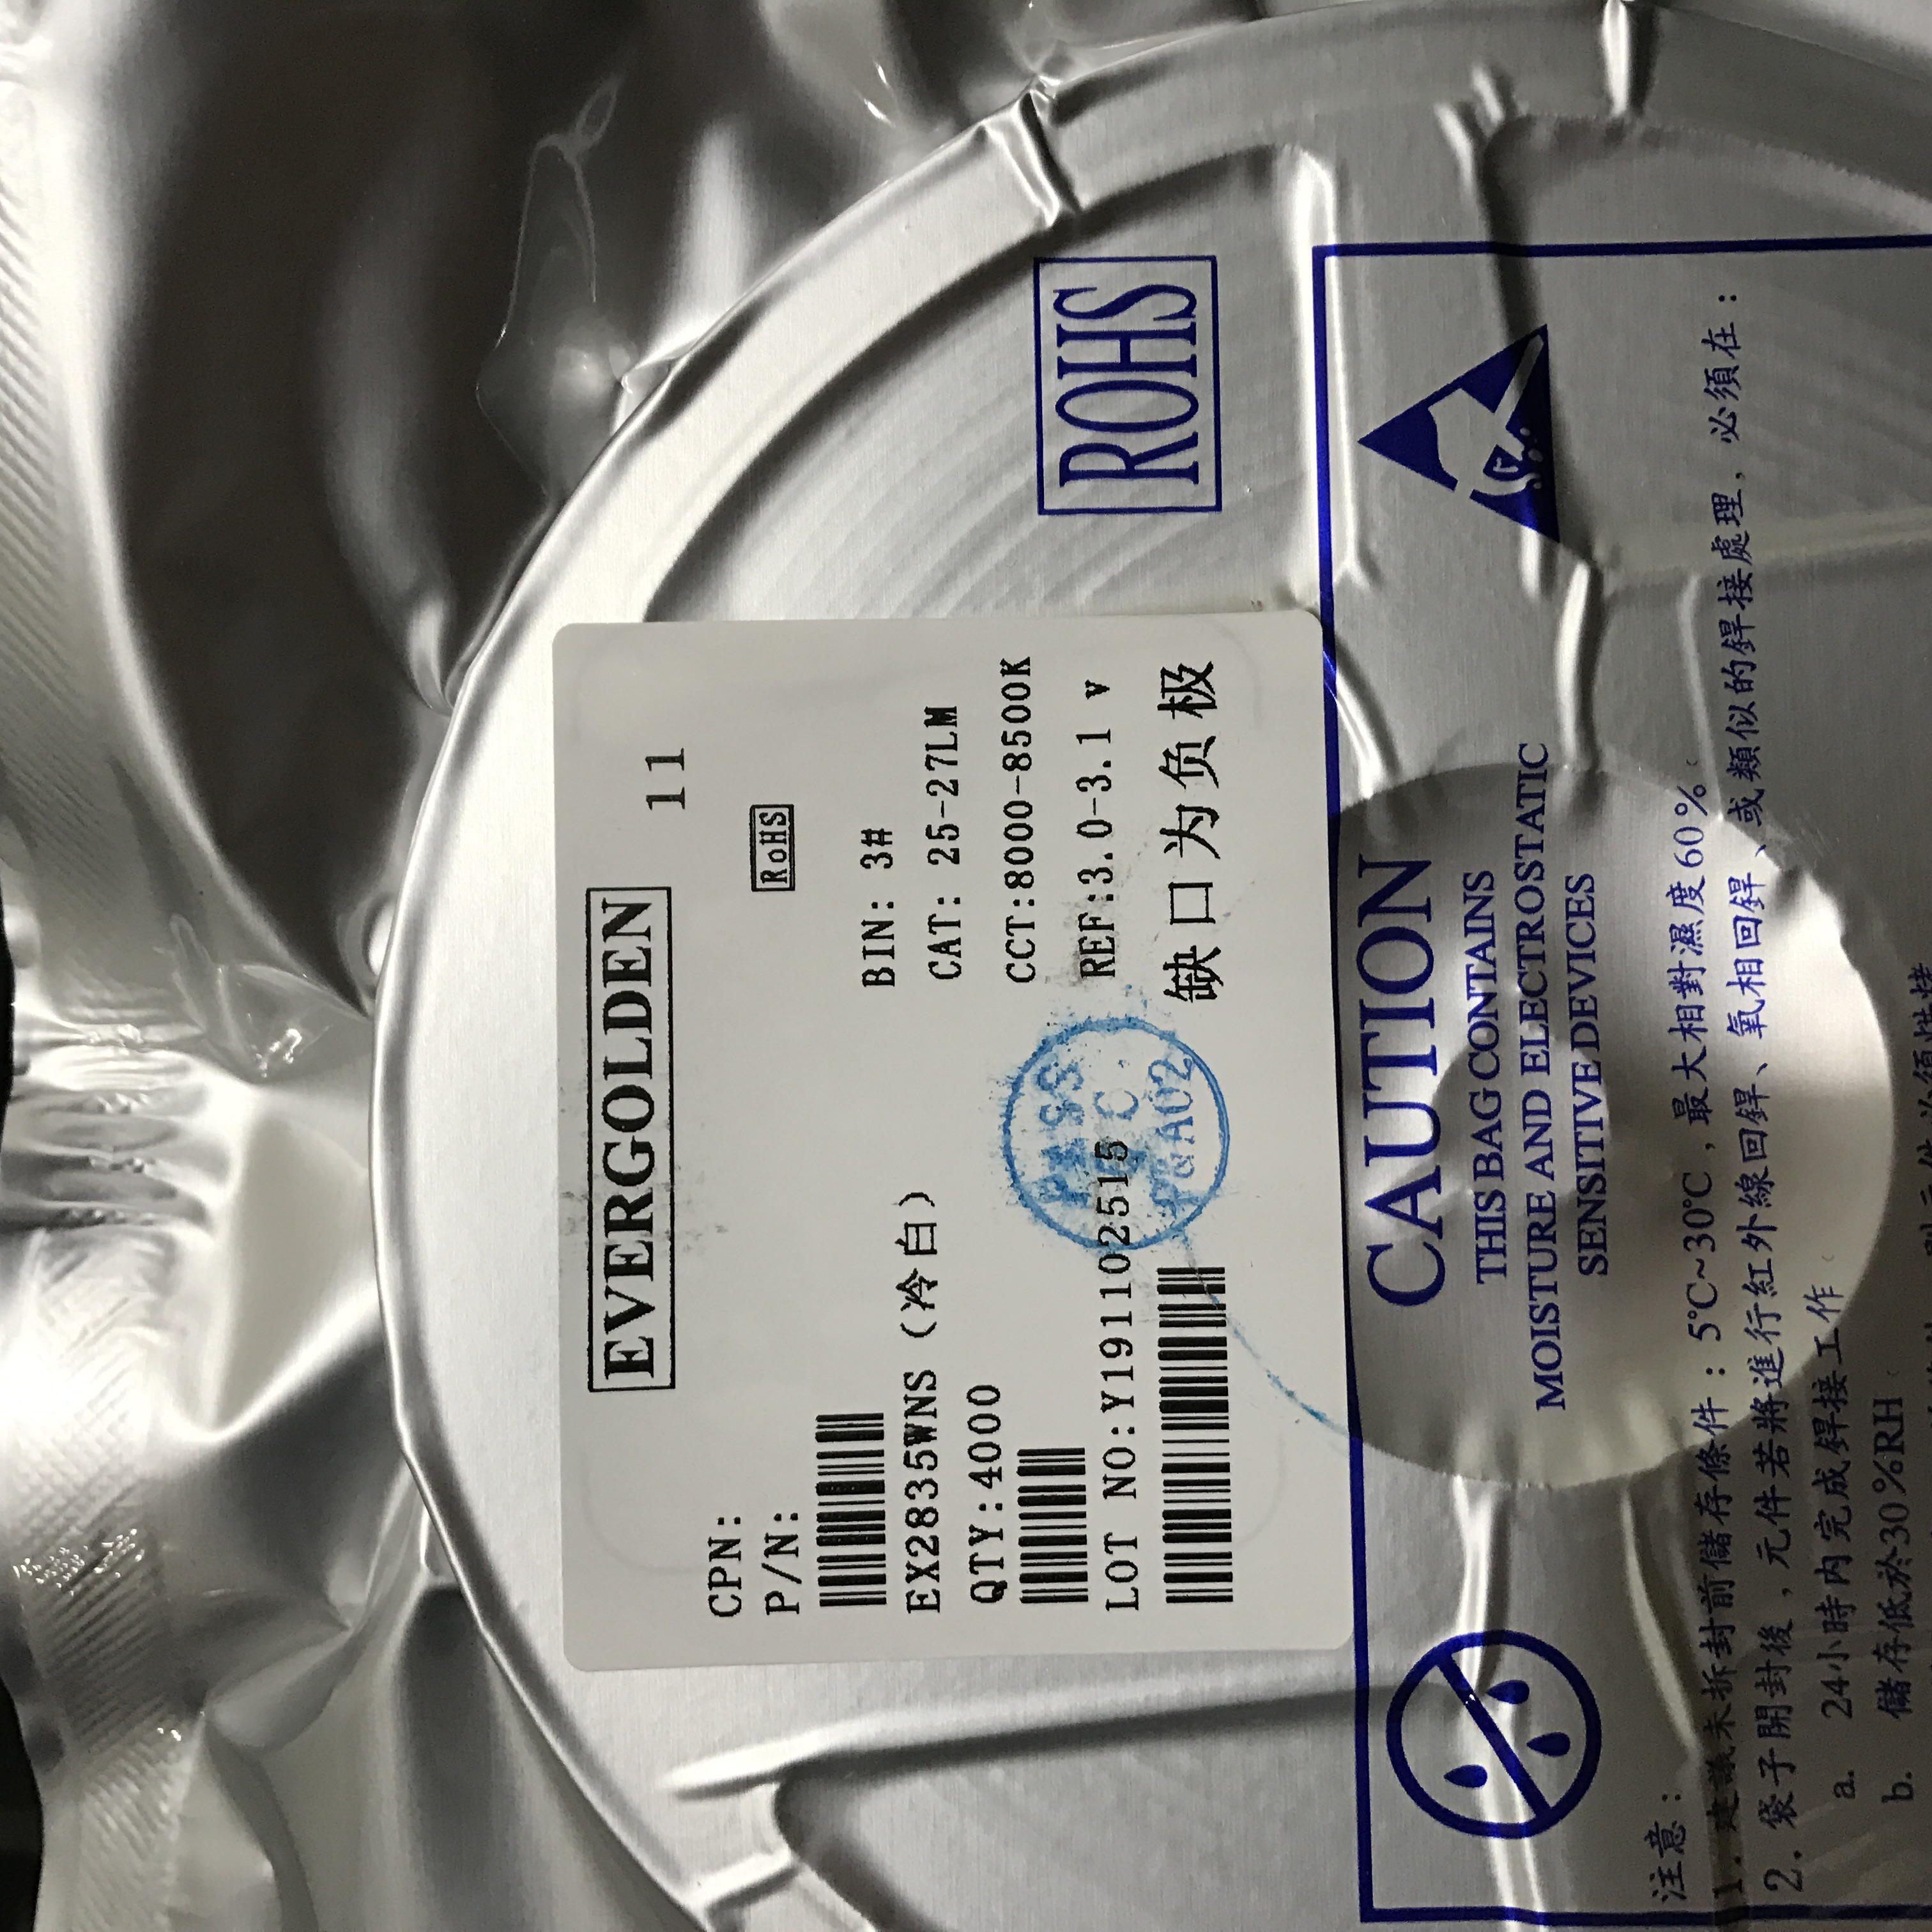 EVERGOLDEN
11
CPN:
P/N:
RoHS
EX2835WNS（冷白）
BIN: 3#
CAT: 25-27LM
QTY:4000
CCT:8000-8500K
LOT NO:Y191102515
REF:3.0-3.1 v
PASS
QC
缺口为负极
ROHS
CAUTION
THIS BAG CONTAINS
MOISTURE AND ELECTROSTATIC
SENSITIVE DEVICES
注意：
1. 建議未拆封前儲存條件：5℃~30℃，最大相對濕度60%。
2. 袋子開封後，元件若將進行紅外線回銲、氧相回銲、或類似的銲接處理，必須在：
a. 24小時內完成銲接工作。
b. 儲存低於30%RH。